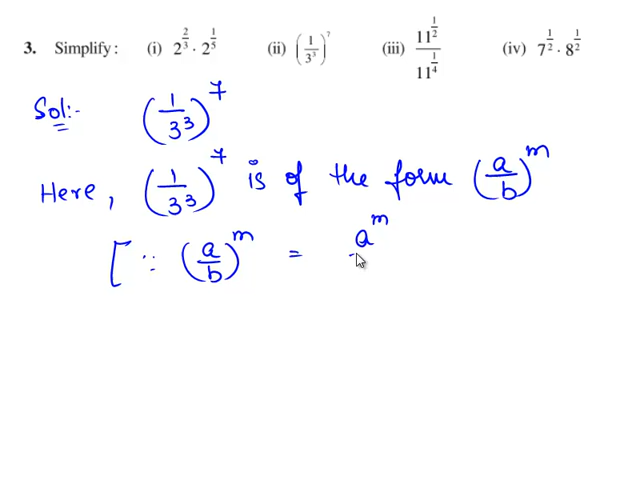 3. Simplify: (i) 2^{2/3} · 2^{1/5} (ii) (1/3^3)^7 (iii) 11^{1/2}/11^{1/4} (iv) 7^{1/2} · 8^{1/2}
Sol:- (1/3^3)^7
Here, (1/3^3)^7 is of the form (a/b)^m
[∵ (a/b)^m = a^m